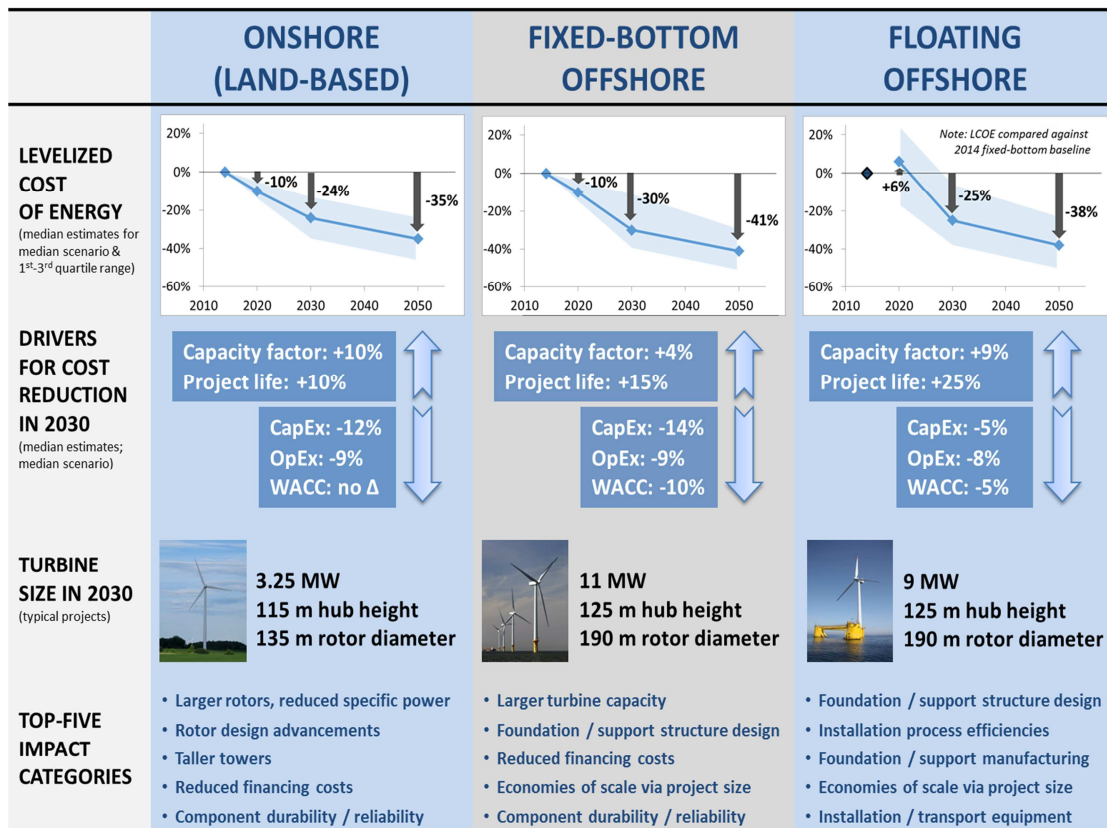 ONSHORE
(LAND-BASED)
FIXED-BOTTOM
OFFSHORE
FLOATING
OFFSHORE
LEVELIZED
COST
OF ENERGY
(median estimates for
median scenario &
1st-3rd quartile range)
20%
0%
-20%
-40%
-60%
-10%
-24%
-35%
2010 2020 2030 2040 2050
20%
0%
-20%
-40%
-60%
-10%
-30%
-41%
2010 2020 2030 2040 2050
Note: LCOE compared against
2014 fixed-bottom baseline
20%
0%
-20%
-40%
-60%
+6%
-25%
-38%
2010 2020 2030 2040 2050
DRIVERS
FOR COST
REDUCTION
IN 2030
(median estimates;
median scenario)
Capacity factor: +10%
Project life: +10%
CapEx: -12%
OpEx: -9%
WACC: no Δ
Capacity factor: +4%
Project life: +15%
CapEx: -14%
OpEx: -9%
WACC: -10%
Capacity factor: +9%
Project life: +25%
CapEx: -5%
OpEx: -8%
WACC: -5%
TURBINE
SIZE IN 2030
(typical projects)
3.25 MW
115 m hub height
135 m rotor diameter
11 MW
125 m hub height
190 m rotor diameter
9 MW
125 m hub height
190 m rotor diameter
TOP-FIVE
IMPACT
CATEGORIES
• Larger rotors, reduced specific power
• Rotor design advancements
• Taller towers
• Reduced financing costs
• Component durability / reliability
• Larger turbine capacity
• Foundation / support structure design
• Reduced financing costs
• Economies of scale via project size
• Component durability / reliability
• Foundation / support structure design
• Installation process efficiencies
• Foundation / support manufacturing
• Economies of scale via project size
• Installation / transport equipment